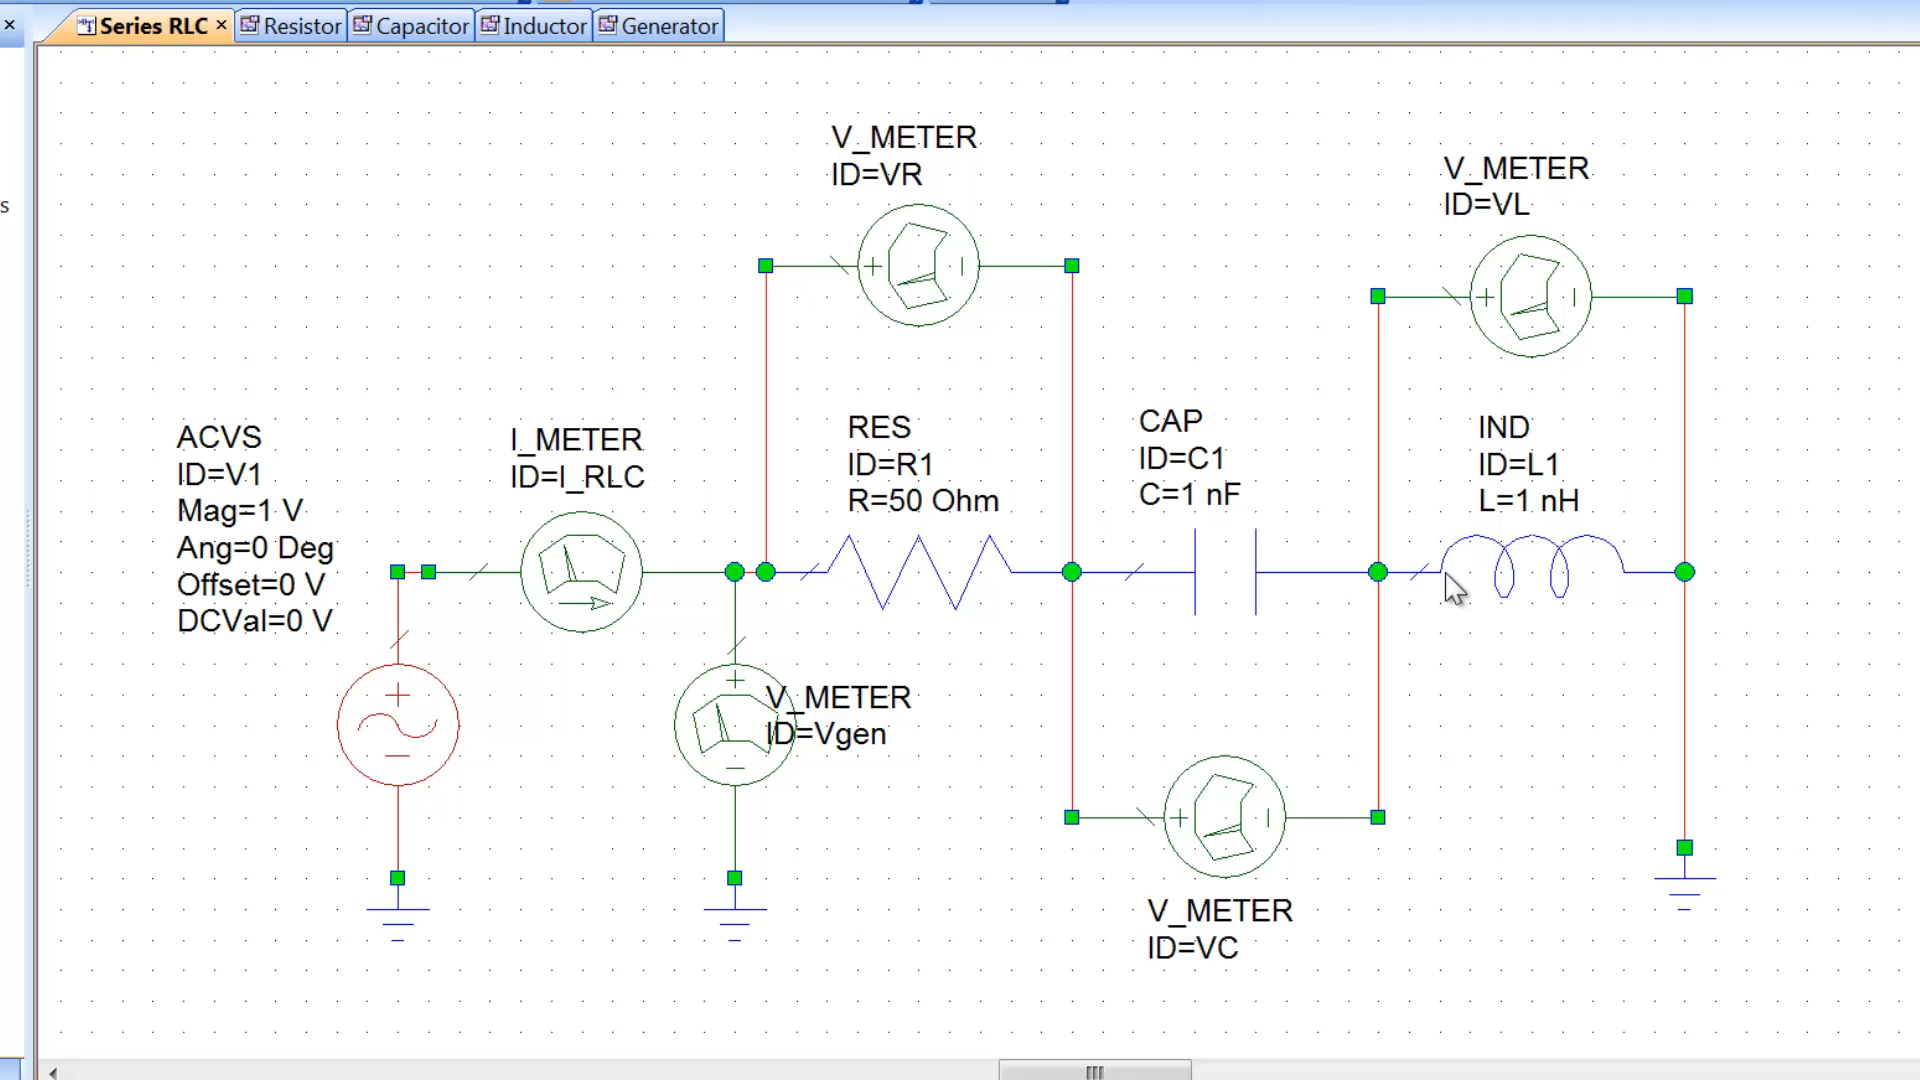 Series RLC
Resistor
Capacitor
Inductor
Generator
s
V_METER
ID=VR
V_METER
ID=VL
ACVS
ID=V1
Mag=1 V
Ang=0 Deg
Offset=0 V
DCVal=0 V
I_METER
ID=I_RLC
RES
ID=R1
R=50 Ohm
CAP
ID=C1
C=1 nF
IND
ID=L1
L=1 nH
V_METER
ID=Vgen
V_METER
ID=VC